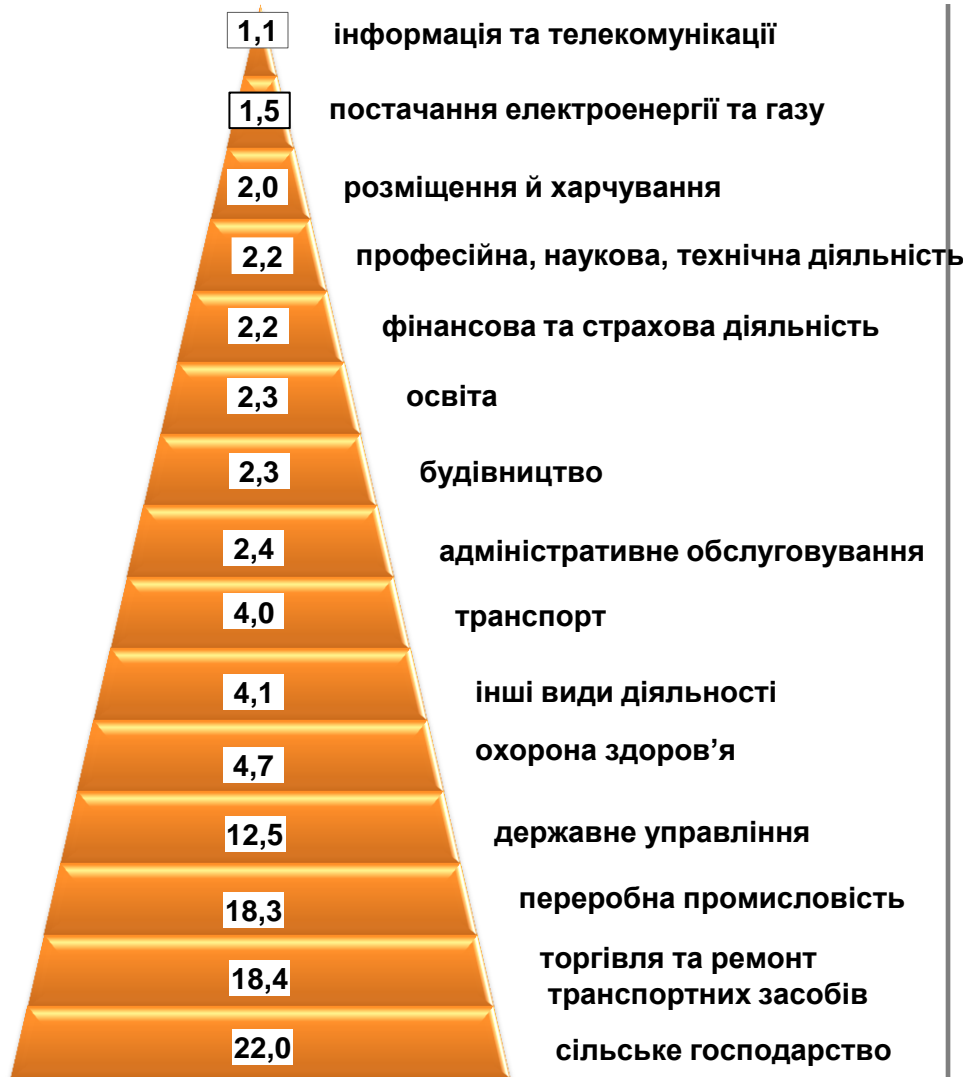 1,1 інформація та телекомунікації
1,5 постачання електроенергії та газу
2,0 розміщення й харчування
2,2 професійна, наукова, технічна діяльність
2,2 фінансова та страхова діяльність
2,3 освіта
2,3 будівництво
2,4 адміністративне обслуговування
4,0 транспорт
4,1 інші види діяльності
4,7 охорона здоров’я
12,5 державне управління
18,3 переробна промисловість
18,4 торгівля та ремонт
транспортних засобів
22,0 сільське господарство